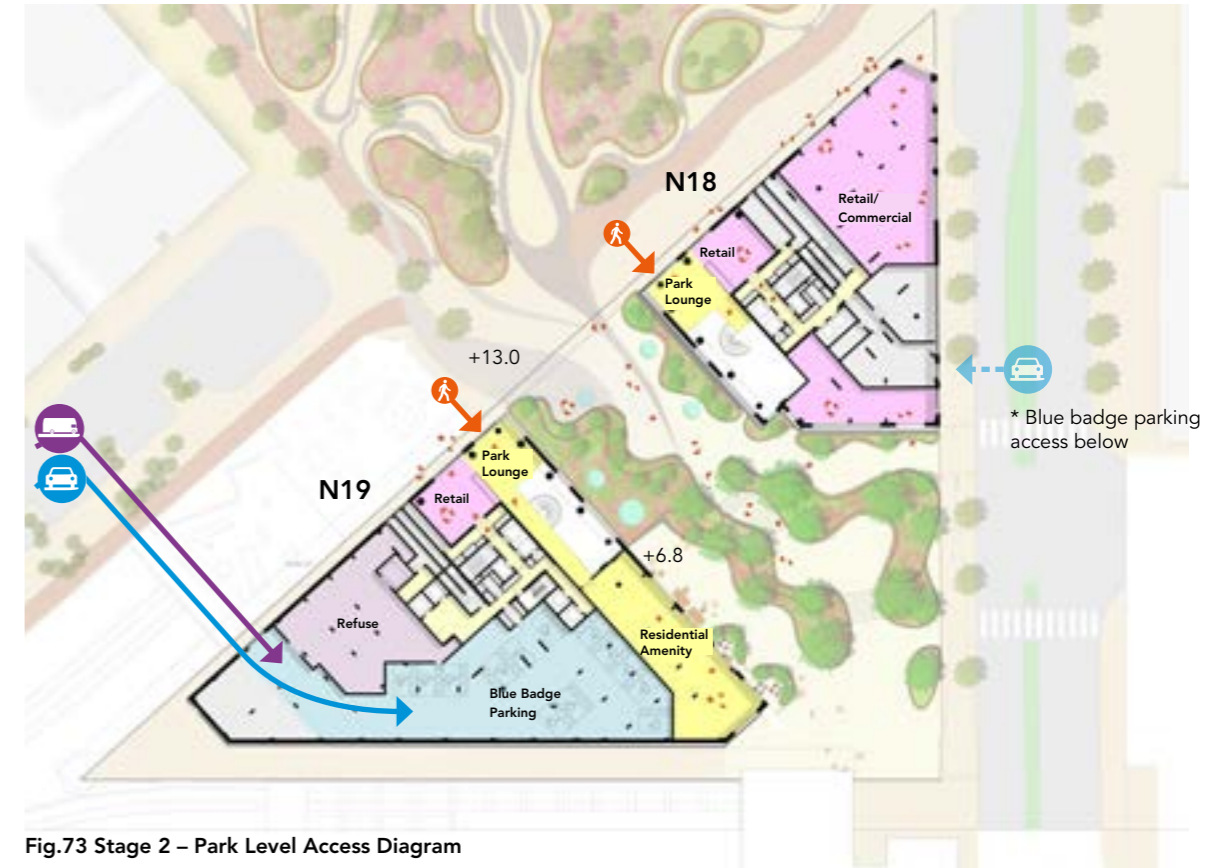 N18
Retail/
Commercial
Retail
Park
Lounge
+13.0
* Blue badge parking
access below
Park
Lounge
N19
Retail
+6.8
Refuse
Residential
Amenity
Blue Badge
Parking
Fig.73 Stage 2 – Park Level Access Diagram